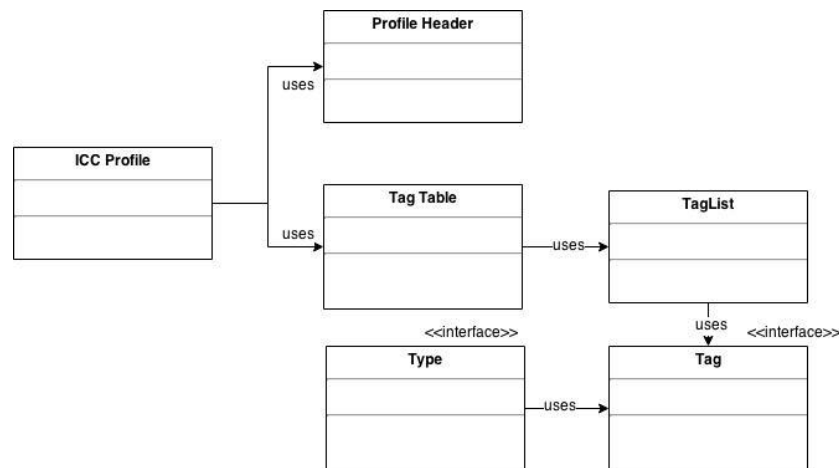 Profile Header
uses
ICC Profile
uses
Tag Table
uses
TagList
uses
<<interface>>
<<interface>>
Type
uses
Tag